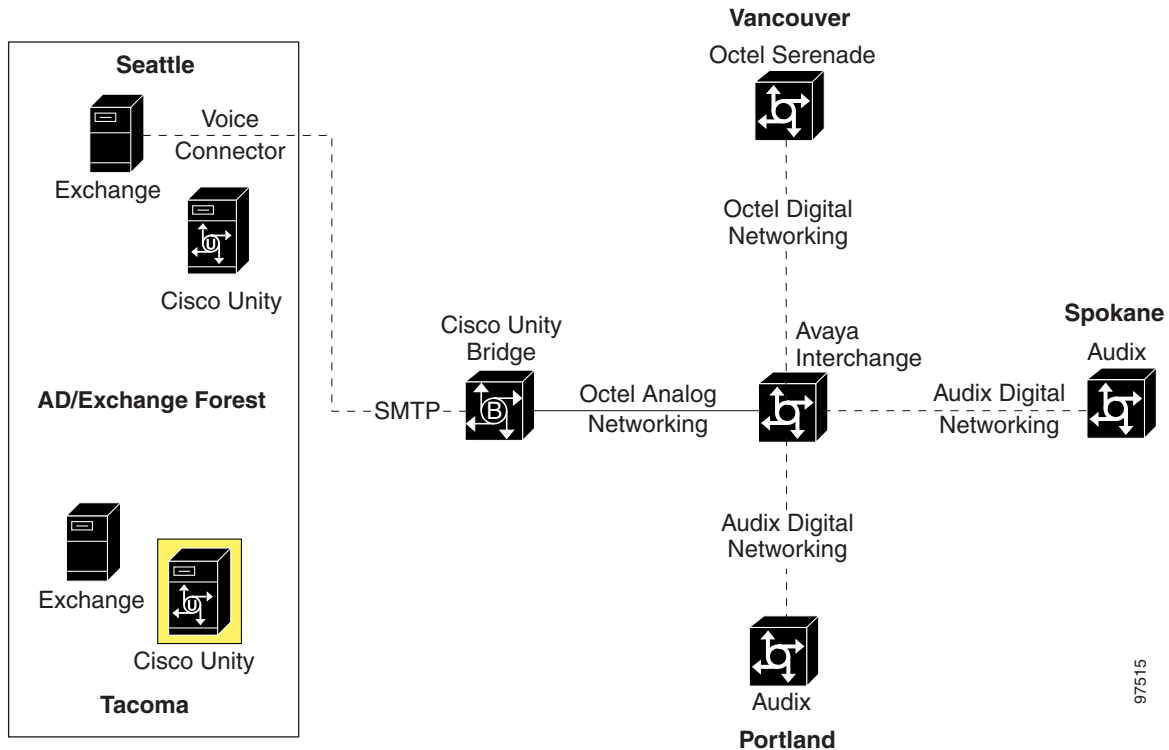 Seattle
Voice
Connector
Exchange
Cisco Unity
AD/Exchange Forest
Exchange
Cisco Unity
Tacoma
SMTP
Cisco Unity
Bridge
B
Octel Analog
Networking
Vancouver
Octel Serenade
Octel Digital
Networking
Avaya
Interchange
Spokane
Audix
Audix Digital
Networking
Audix Digital
Networking
Audix
Portland
97515
U
U